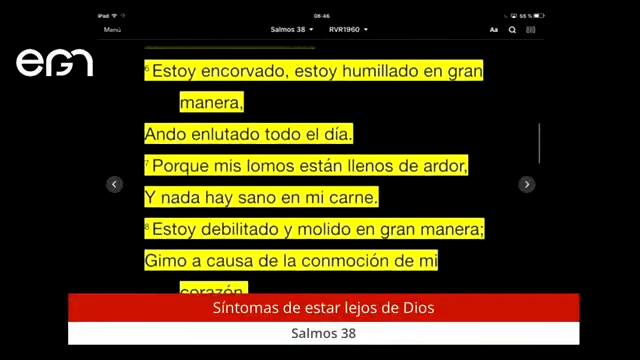 iPad
08:46
55 %
Menú
Salmos 38
RVR1960
Aa
ern
6 Estoy encorvado, estoy humillado en gran
manera,
Ando enlutado todo el día.
7 Porque mis lomos están llenos de ardor,
Y nada hay sano en mi carne.
8 Estoy debilitado y molido en gran manera;
Gimo a causa de la conmoción de mi
corazón.
Síntomas de estar lejos de Dios
Salmos 38